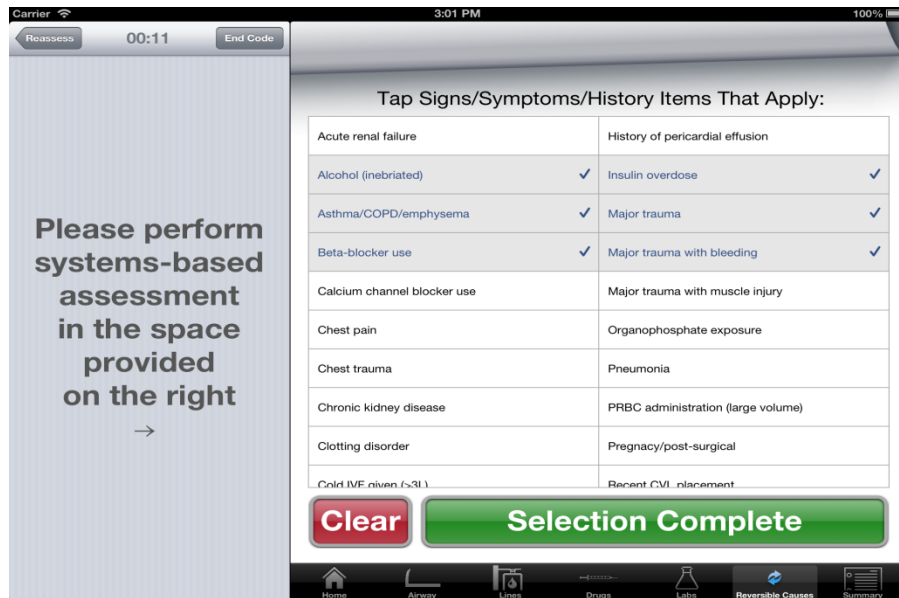 Carrier 3:01 PM 100%
Reassess 00:11 End Code
Please perform
systems-based
assessment
in the space
provided
on the right
→
Tap Signs/Symptoms/History Items That Apply:
Acute renal failure History of pericardial effusion
Alcohol (inebriated) ✓ Insulin overdose ✓
Asthma/COPD/emphysema ✓ Major trauma ✓
Beta-blocker use ✓ Major trauma with bleeding ✓
Calcium channel blocker use Major trauma with muscle injury
Chest pain Organophosphate exposure
Chest trauma Pneumonia
Chronic kidney disease PRBC administration (large volume)
Clotting disorder Pregnancy/post-surgical
Cold IVF given (>3L) Recent CVL placement
Clear Selection Complete
Home Airway Lines Drugs Labs Reversible Causes Summary